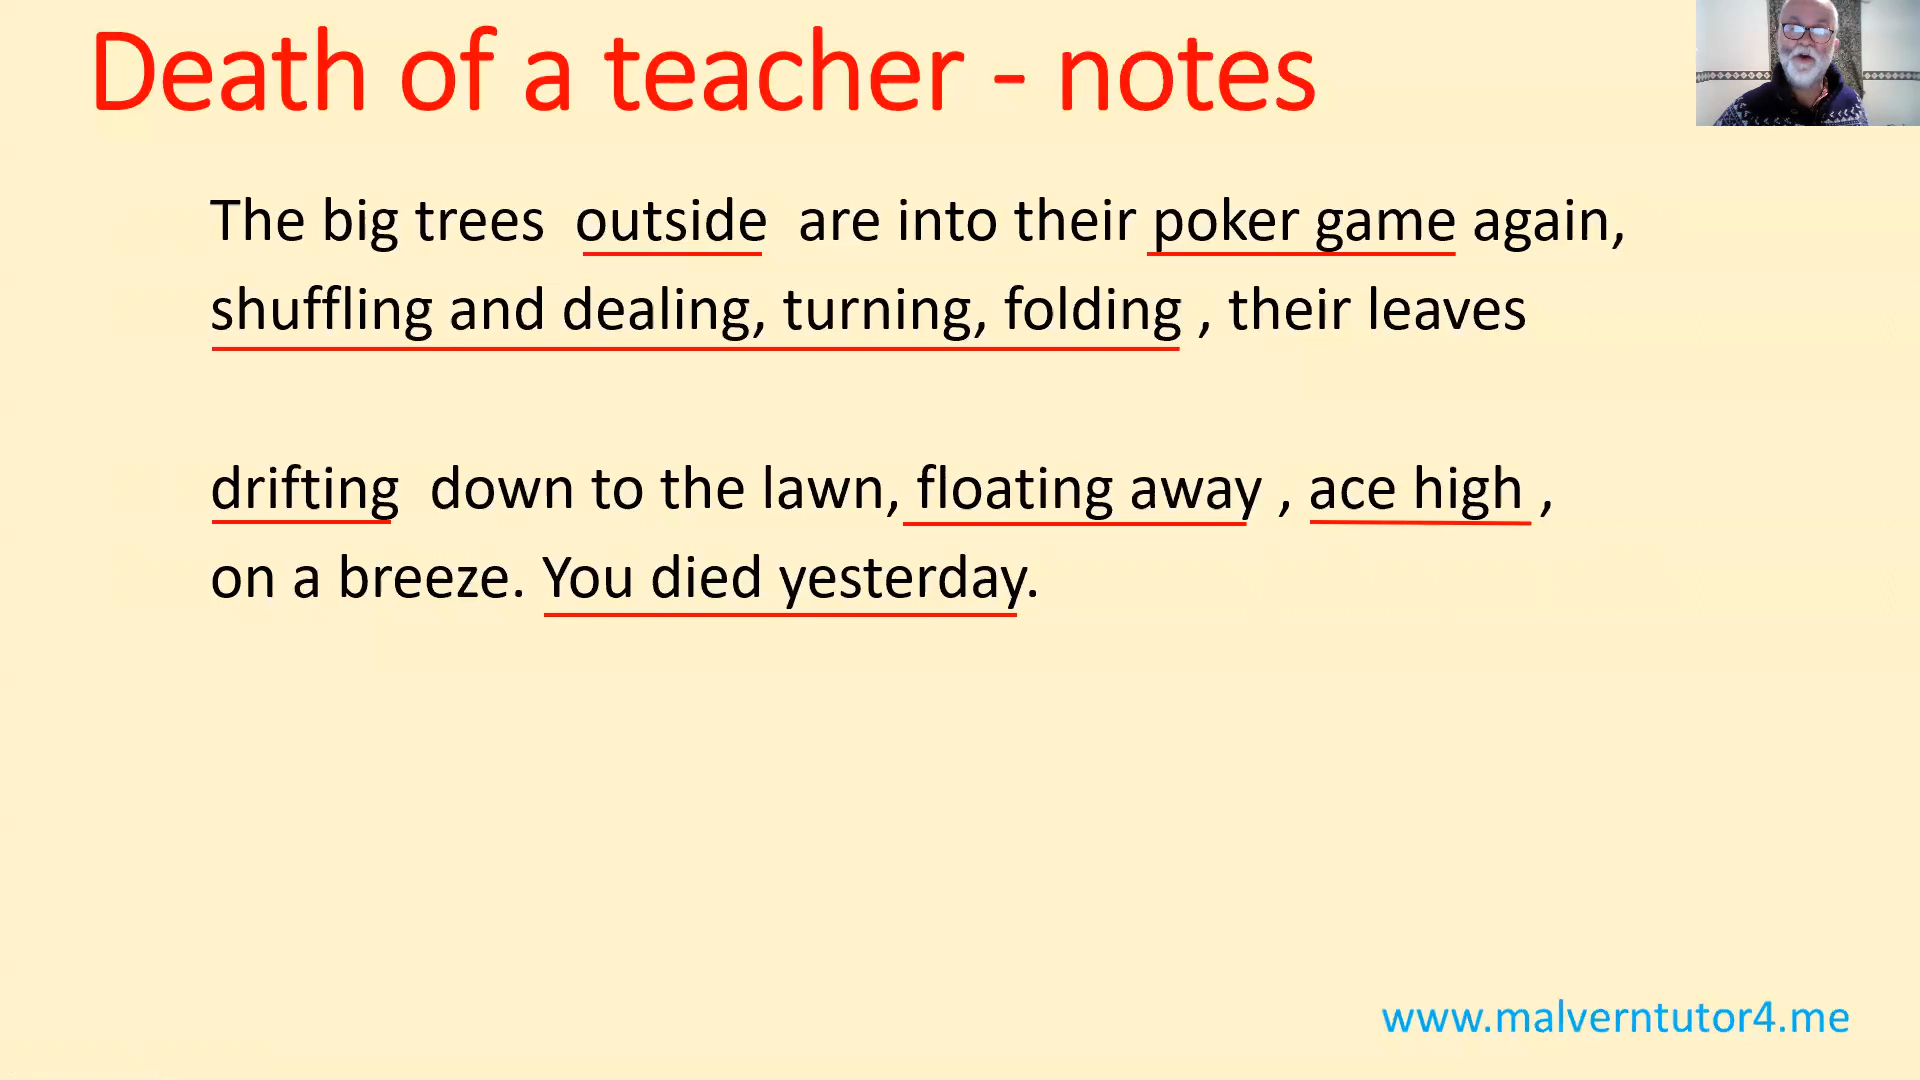 Death of a teacher - notes
The big trees outside are into their poker game again,
shuffling and dealing, turning, folding , their leaves
drifting down to the lawn, floating away , ace high ,
on a breeze. You died yesterday.
www.malverntutor4.me